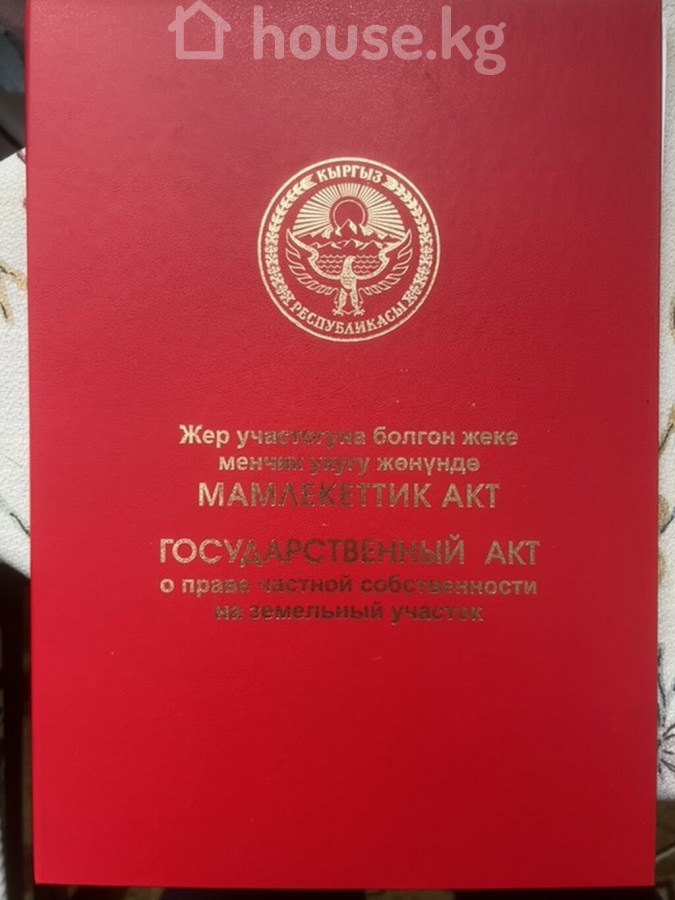 house.kg
КЫРГЫЗ
РЕСПУБЛИКАСЫ
Жер участогуна болгон жеке
менчик укугу жөнүндө
МАМЛЕКЕТТИК АКТ
ГОСУДАРСТВЕННЫЙ АКТ
о праве частной собственности
на земельный участок